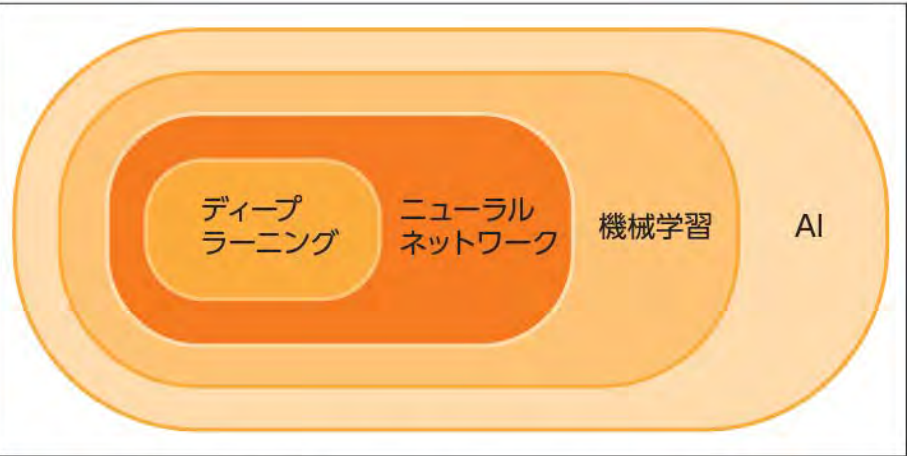 ディープ
ラーニング
ニューラル
ネットワーク
機械学習
AI